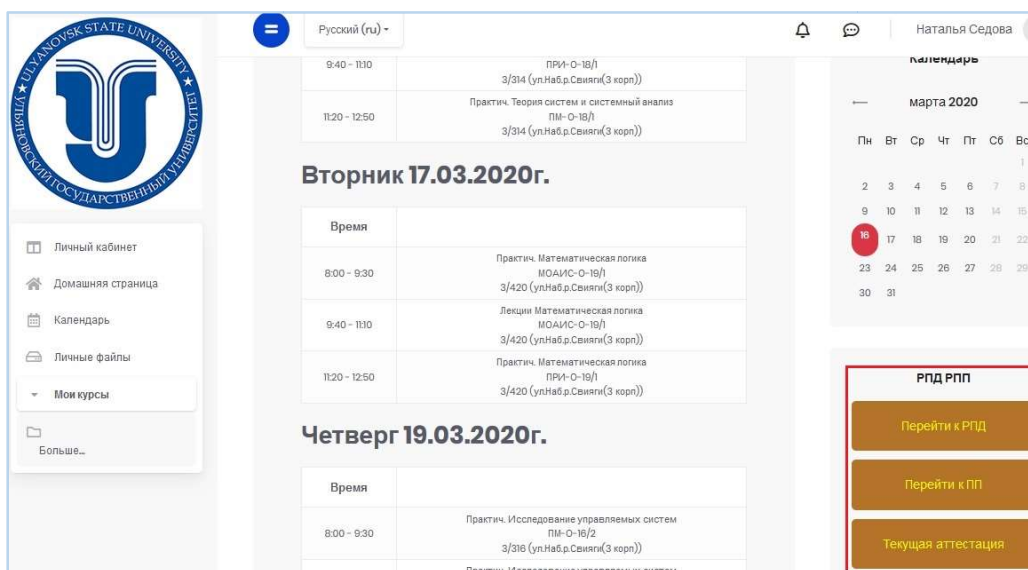 ULYANOVSK STATE UNIVERSITY
УЛЬЯНОВСКИЙ ГОСУДАРСТВЕННЫЙ УНИВЕРСИТЕТ
Личный кабинет
Домашняя страница
Календарь
Личные файлы
Мои курсы
Больше...
Русский (ru)
Наталья Седова
9:40 - 11:10
ПРИ-О-18/1
3/314 (ул.Наб.р.Свияги(3 корп))
11:20 - 12:50
Практич. Теория систем и системный анализ
ПМ-О-18/1
3/314 (ул.Наб.р.Свияги(3 корп))
Вторник 17.03.2020г.
Время
8:00 - 9:30
Практич. Математическая логика
МОАИС-О-19/1
3/420 (ул.Наб.р.Свияги(3 корп))
9:40 - 11:10
Лекции Математическая логика
МОАИС-О-19/1
3/420 (ул.Наб.р.Свияги(3 корп))
11:20 - 12:50
Практич. Математическая логика
ПРИ-О-19/1
3/420 (ул.Наб.р.Свияги(3 корп))
Четверг 19.03.2020г.
Время
8:00 - 9:30
Практич. Исследование управляемых систем
ПМ-О-16/2
3/316 (ул.Наб.р.Свияги(3 корп))
Практич. Исследование управляемых систем
Календарь
марта 2020
Пн Вт Ср Чт Пт Сб Вс
1
2 3 4 5 6 7 8
9 10 11 12 13 14 15
16 17 18 19 20 21 22
23 24 25 26 27 28 29
30 31
РПД РПП
Перейти к РПД
Перейти к ПП
Текущая аттестация